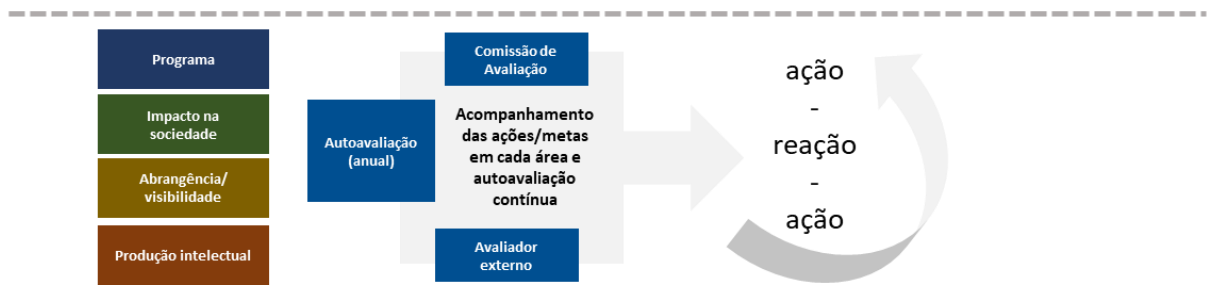 Programa
Impacto na
sociedade
Abrangência/
visibilidade
Produção intelectual
Autoavaliação
(anual)
Comissão de
Avaliação
Acompanhamento
das ações/metas
em cada área e
autoavaliação
contínua
Avaliador
externo
ação
-
reação
-
ação